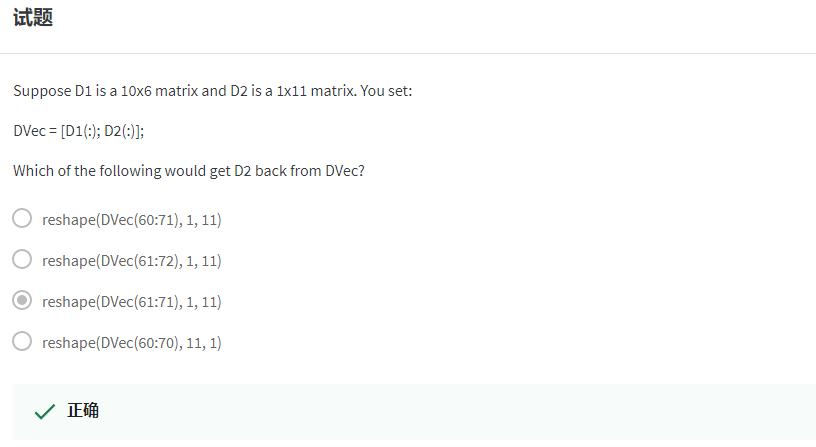 试题
Suppose D1 is a 10x6 matrix and D2 is a 1x11 matrix. You set:
DVec = [D1(:); D2(:)];
Which of the following would get D2 back from DVec?
reshape(DVec(60:71), 1, 11)
reshape(DVec(61:72), 1, 11)
reshape(DVec(61:71), 1, 11)
reshape(DVec(60:70), 11, 1)
正确